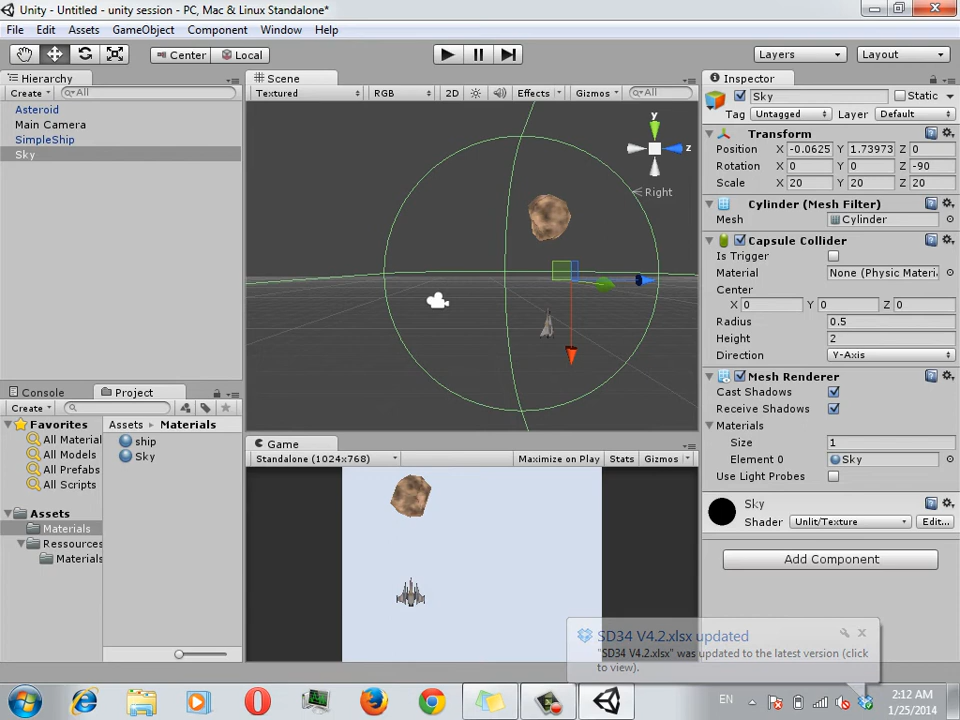 Unity - Untitled - unity session - PC, Mac & Linux Standalone*
File Edit Assets GameObject Component Window Help
Center Local Layers Layout
Hierarchy
Create All
Asteroid
Main Camera
SimpleShip
Sky
Scene
Textured RGB 2D Effects Gizmos All
y
z
Right
Console Project
Create
Favorites
All Material
All Models
All Prefabs
All Scripts
Assets
Materials
Ressources
Materials
Assets Materials
ship
Sky
Game
Standalone (1024x768) Maximize on Play Stats Gizmos
Inspector
Sky Static
Tag Untagged Layer Default
Transform
Position X -0.0625 Y 1.73973 Z 0
Rotation X 0 Y 0 Z -90
Scale X 20 Y 20 Z 20
Cylinder (Mesh Filter)
Mesh Cylinder
Capsule Collider
Is Trigger
Material None (Physic Materi
Center
X 0 Y 0 Z 0
Radius 0.5
Height 2
Direction Y-Axis
Mesh Renderer
Cast Shadows
Receive Shadows
Materials
Size 1
Element 0 Sky
Use Light Probes
Sky
Shader Unlit/Texture Edit...
Add Component
SD34 V4.2.xlsx updated
"SD34 V4.2.xlsx" was updated to the latest version (click
to view).
EN
2:12 AM
1/25/2014